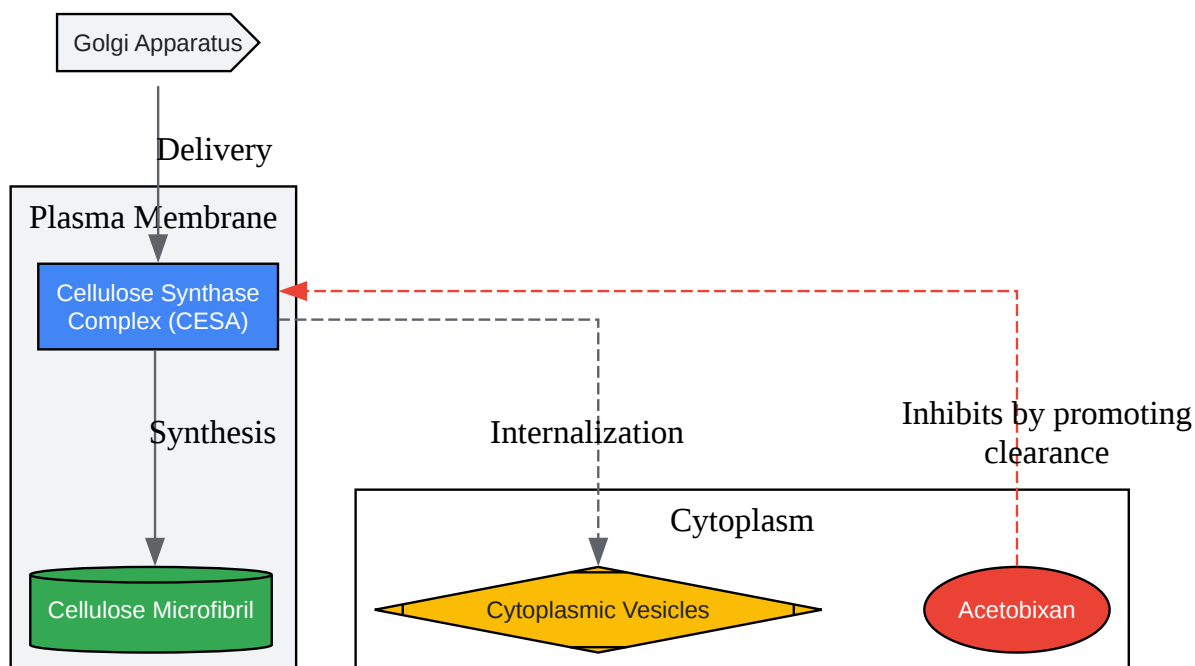 Golgi Apparatus
Delivery
Plasma Membrane
Cellulose Synthase
Complex (CESA)
Synthesis
Internalization
Inhibits by promoting
clearance
Cytoplasm
Cellulose Microfibril
Cytoplasmic Vesicles
Acetobixan